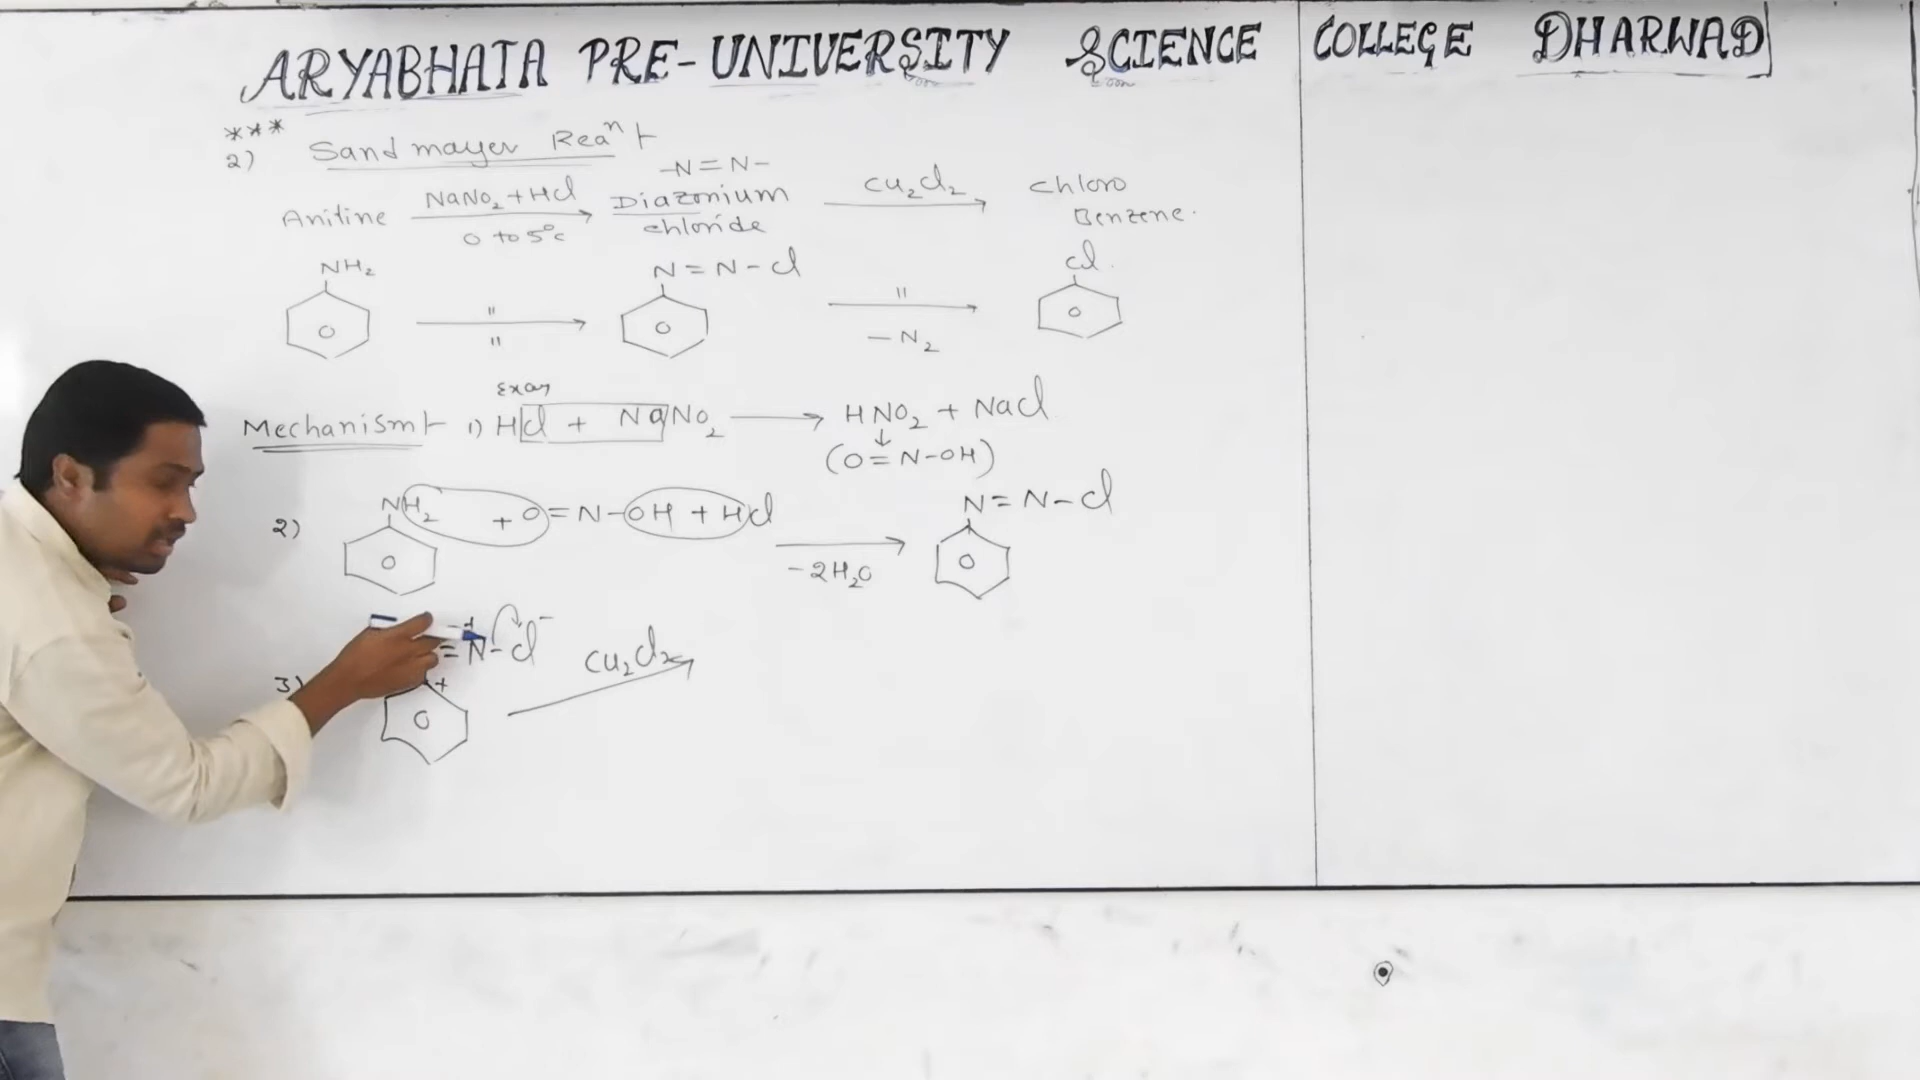 ARYABHATA PRE-UNIVERSITY SCIENCE COLLEGE DHARWAD
***
2) Sandmayer Reaⁿ
-N=N-
Aniline NaNO₂+HCl Diazonium Cu₂Cl₂ chloro
0 to 5°c chloride Benzene.
NH₂ N=N-Cl Cl
" "
" -N₂
Exam
Mechanism 1) HCl + NaNO₂ → HNO₂ + NaCl
↓
(O=N-OH)
2) NH₂ + O=N-OH + HCl → N=N-Cl
-2H₂O
3) =N-Cl⁻ Cu₂Cl₂
+